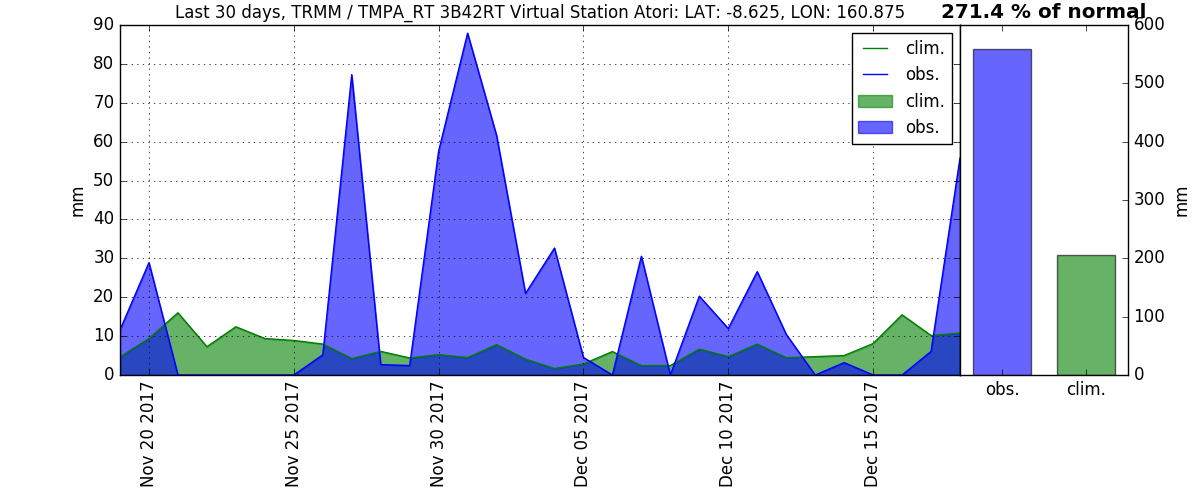 Last 30 days, TRMM / TMPA_RT 3B42RT Virtual Station Atori: LAT: -8.625, LON: 160.875
271.4 % of normal
90
80
70
60
50
40
30
20
10
0
mm
clim.
obs.
clim.
obs.
Nov 20 2017
Nov 25 2017
Nov 30 2017
Dec 05 2017
Dec 10 2017
Dec 15 2017
600
500
400
300
200
100
0
mm
obs.
clim.